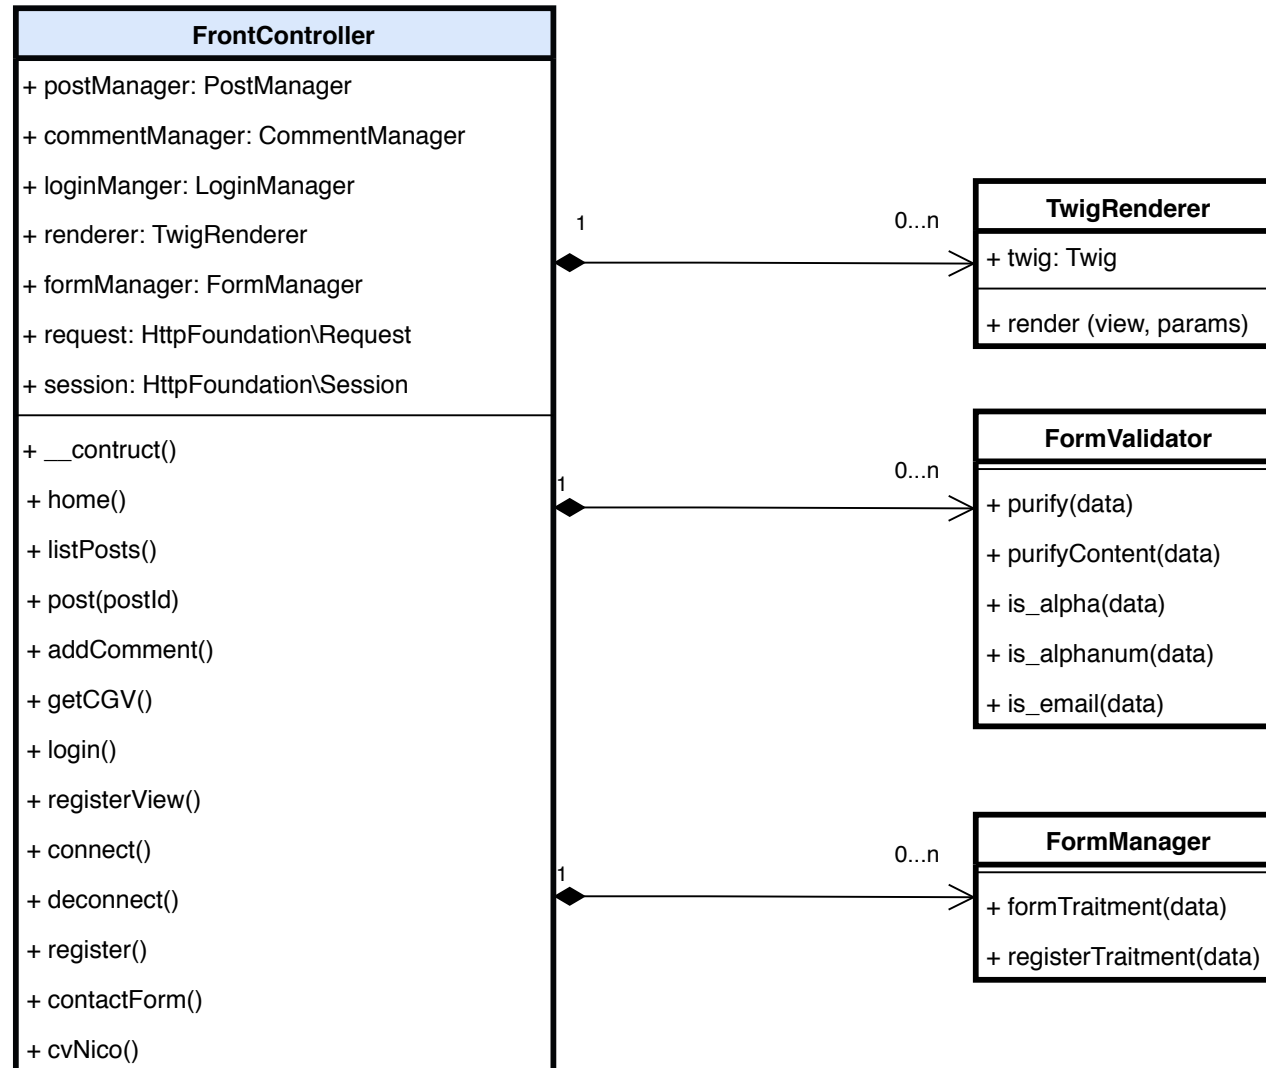 FrontController
+ postManager: PostManager
+ commentManager: CommentManager
+ loginManger: LoginManager
+ renderer: TwigRenderer
+ formManager: FormManager
+ request: HttpFoundation\Request
+ session: HttpFoundation\Session
+ __contruct()
+ home()
+ listPosts()
+ post(postId)
+ addComment()
+ getCGV()
+ login()
+ registerView()
+ connect()
+ deconnect()
+ register()
+ contactForm()
+ cvNico()
1
0...n
TwigRenderer
+ twig: Twig
+ render (view, params)
1
0...n
FormValidator
+ purify(data)
+ purifyContent(data)
+ is_alpha(data)
+ is_alphanum(data)
+ is_email(data)
1
0...n
FormManager
+ formTraitment(data)
+ registerTraitment(data)